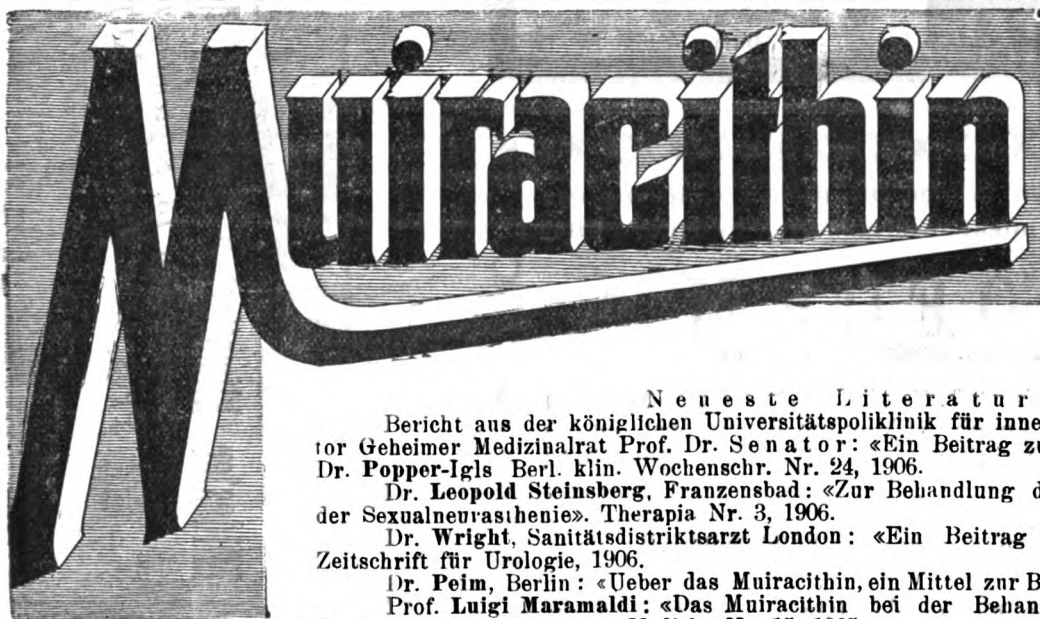 Muiracithin
Neueste Literatur
Bericht aus der königlichen Universitätspoliklinik für inne
tor Geheimer Medizinalrat Prof. Dr. Senator: «Ein Beitrag zu
Dr. Popper-Igls Berl. klin. Wochenschr. Nr. 24, 1906.
Dr. Leopold Steinsberg, Franzensbad: «Zur Behandlung d
der Sexualneurasthenie». Therapia Nr. 3, 1906.
Dr. Wright, Sanitätsdistriktsarzt London: «Ein Beitrag
Zeitschrift für Urologie, 1906.
Dr. Peim, Berlin: «Ueber das Muiracithin, ein Mittel zur B
Prof. Luigi Maramaldi: «Das Muiracithin bei der Behan